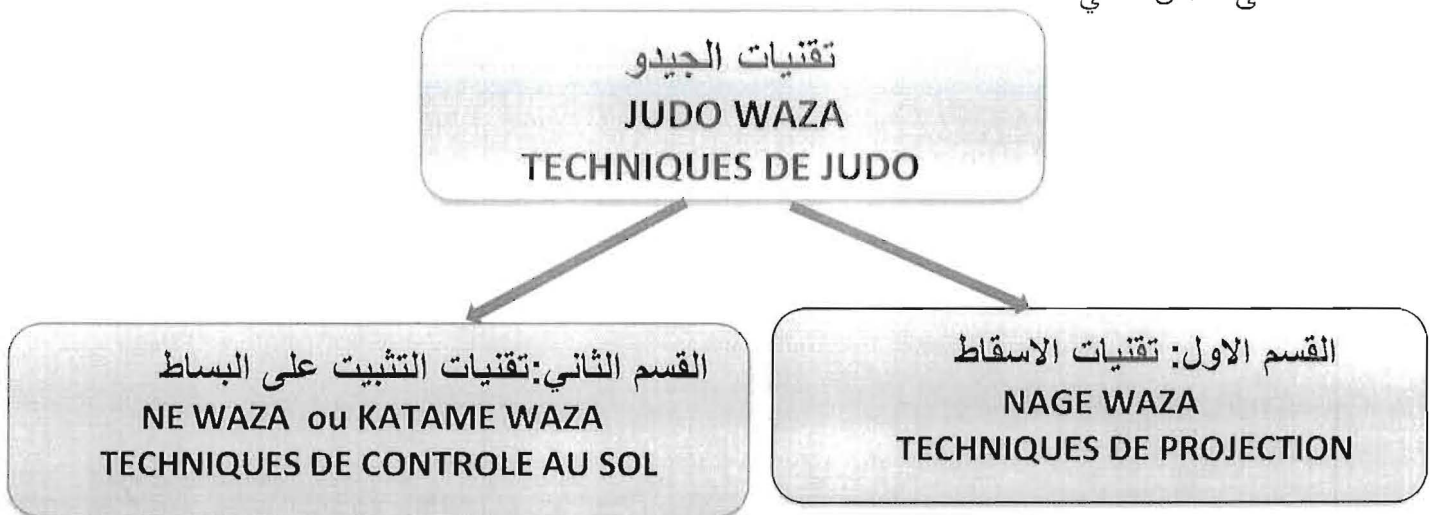 تقنيات الجيدو
JUDO WAZA
TECHNIQUES DE JUDO
القسم الاول: تقنيات الاسقاط
NAGE WAZA
TECHNIQUES DE PROJECTION
القسم الثاني:تقنيات التثبيت على البساط
NE WAZA ou KATAME WAZA
TECHNIQUES DE CONTROLE AU SOL